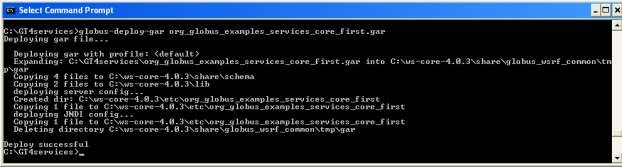 Select Command Prompt
C:\GT4services>globus-deploy-gar org_globus_examples_services_core_first.gar
Deploying gar file...
Deploying gar with profile: <default>
Expanding: C:\GT4services\org_globus_examples_services_core_first.gar into C:\ws-core-4.0.3\share\globus_wsrf_common\tm
p\gar
Copying 4 files to C:\ws-core-4.0.3\share\schema
Copying 2 files to C:\ws-core-4.0.3\lib
deploying server config...
Created dir: C:\ws-core-4.0.3\etc\org_globus_examples_services_core_first
Copying 1 file to C:\ws-core-4.0.3\etc\org_globus_examples_services_core_first
deploying JNDI config...
Copying 1 file to C:\ws-core-4.0.3\etc\org_globus_examples_services_core_first
Deleting directory C:\ws-core-4.0.3\share\globus_wsrf_common\tmp\gar
Deploy successful
C:\GT4services>_